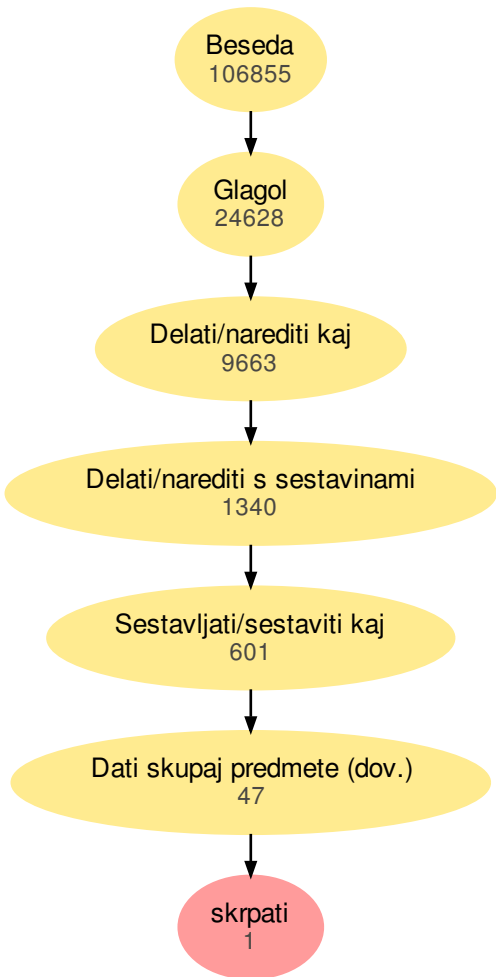 Beseda
106855
Glagol
24628
Delati/narediti kaj
9663
Delati/narediti s sestavinami
1340
Sestavljati/sestaviti kaj
601
Dati skupaj predmete (dov.)
47
skrpati
1